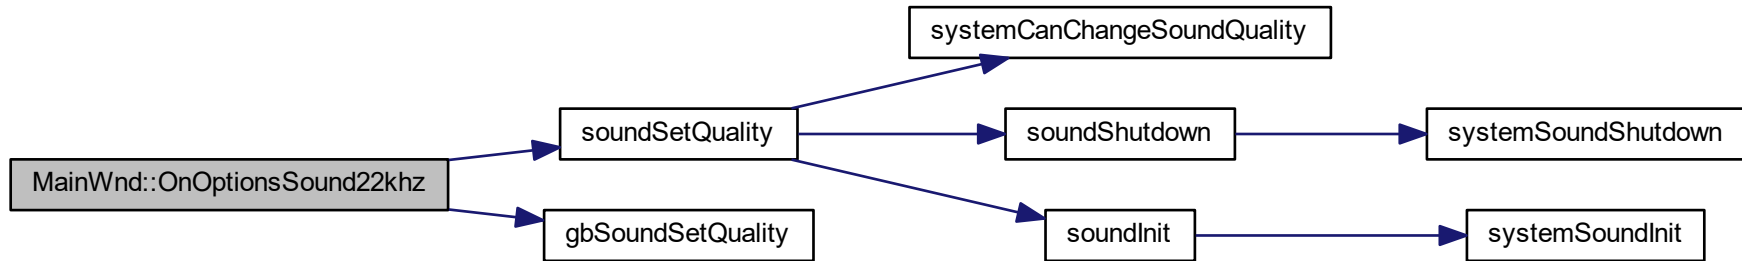 systemCanChangeSoundQuality
soundSetQuality
soundShutdown
systemSoundShutdown
MainWnd::OnOptionsSound22khz
gbSoundSetQuality
soundInit
systemSoundInit